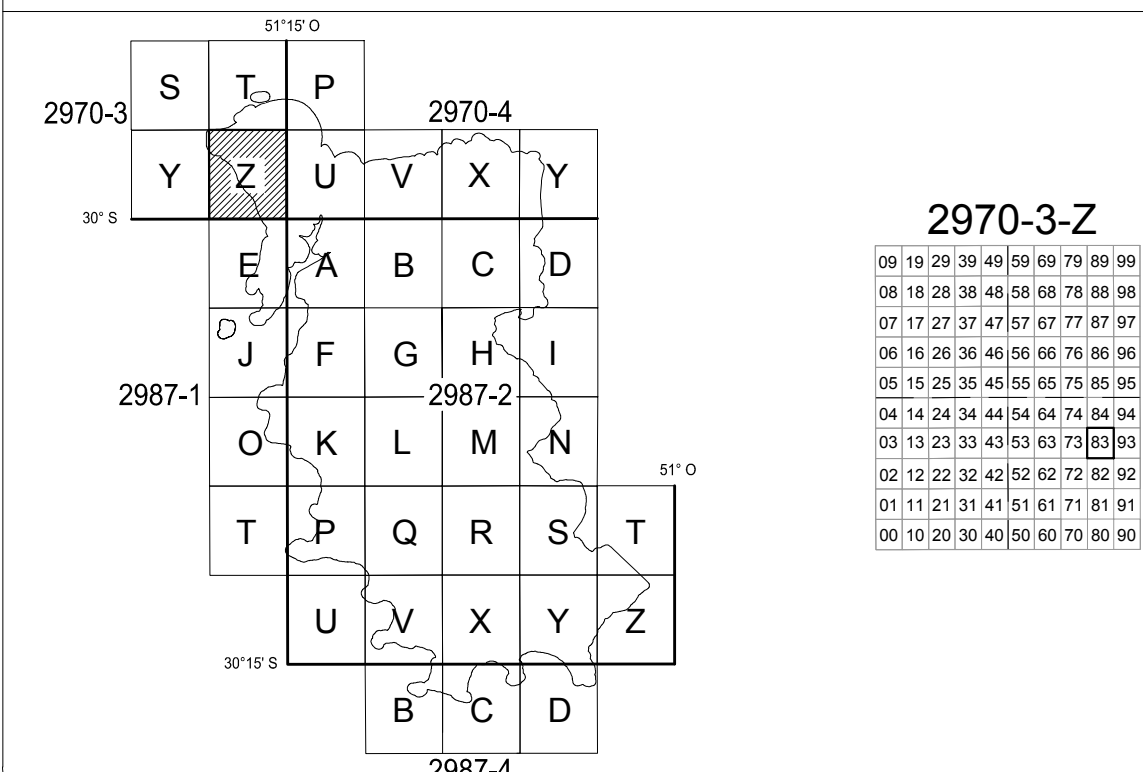 51°15' O
S T P
2970-3
2970-4
Y Z U V X Y
30° S
E A B C D
J F G H I
2987-1
2987-2
O K L M N
51° O
T P Q R S T
U V X Y Z
30°15' S
B C D
2987-4
2970-3-Z
09 19 29 39 49 59 69 79 89 99
08 18 28 38 48 58 68 78 88 98
07 17 27 37 47 57 67 77 87 97
06 16 26 36 46 56 66 76 86 96
05 15 25 35 45 55 65 75 85 95
04 14 24 34 44 54 64 74 84 94
03 13 23 33 43 53 63 73 83 93
02 12 22 32 42 52 62 72 82 92
01 11 21 31 41 51 61 71 81 91
00 10 20 30 40 50 60 70 80 90